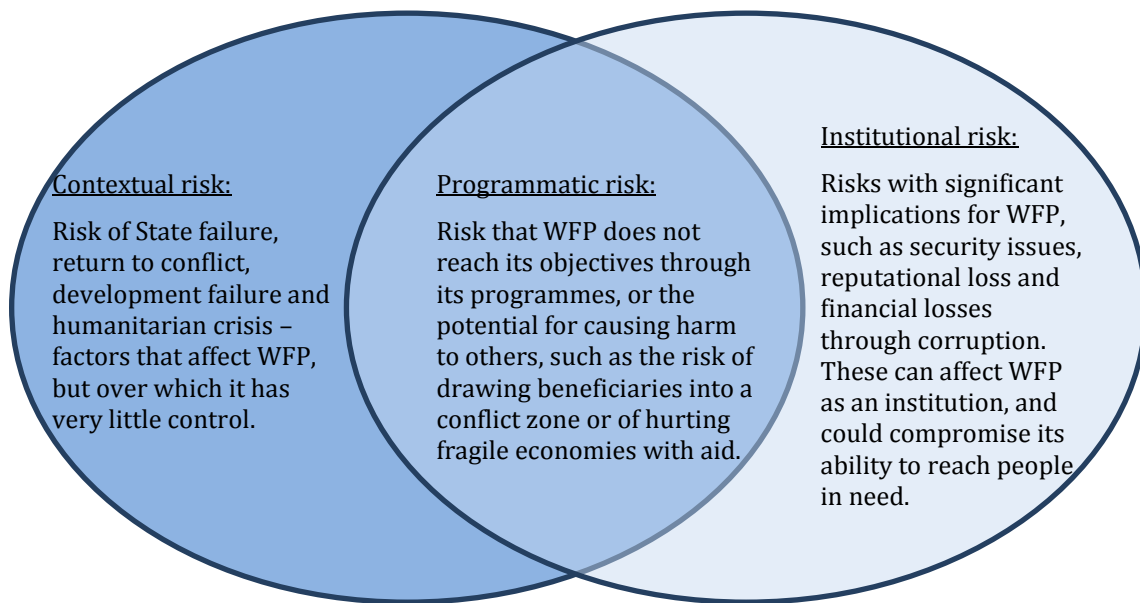 Contextual risk:
Risk of State failure,
return to conflict,
development failure and
humanitarian crisis –
factors that affect WFP,
but over which it has
very little control.
Programmatic risk:
Risk that WFP does not
reach its objectives through
its programmes, or the
potential for causing harm
to others, such as the risk of
drawing beneficiaries into a
conflict zone or of hurting
fragile economies with aid.
Institutional risk:
Risks with significant
implications for WFP,
such as security issues,
reputational loss and
financial losses
through corruption.
These can affect WFP
as an institution, and
could compromise its
ability to reach people
in need.